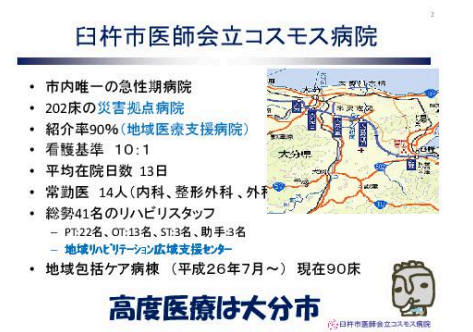 2
臼杵市医師会立コスモス病院
• 市内唯一の急性期病院
• 202床の災害拠点病院
• 紹介率90%(地域医療支援病院)
• 看護基準 10:1
• 平均在院日数 13日
• 常勤医 14人(内科、整形外科、外科
• 総勢41名のリハビリスタッフ
– PT:22名、OT:13名、ST:3名、助手:3名
– 地域リハビリテーション広域支援センター
• 地域包括ケア病棟 (平成26年7月~) 現在90床
大分県
高度医療は大分市
臼杵市医師会立コスモス病院